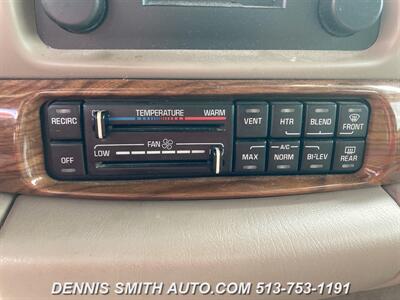 RECIRC
TEMPERATURE WARM
VENT HTR BLEND FRONT
OFF
LOW FAN
MAX A/C NORM BI-LEV REAR
DENNIS SMITH AUTO.COM 513-753-1191